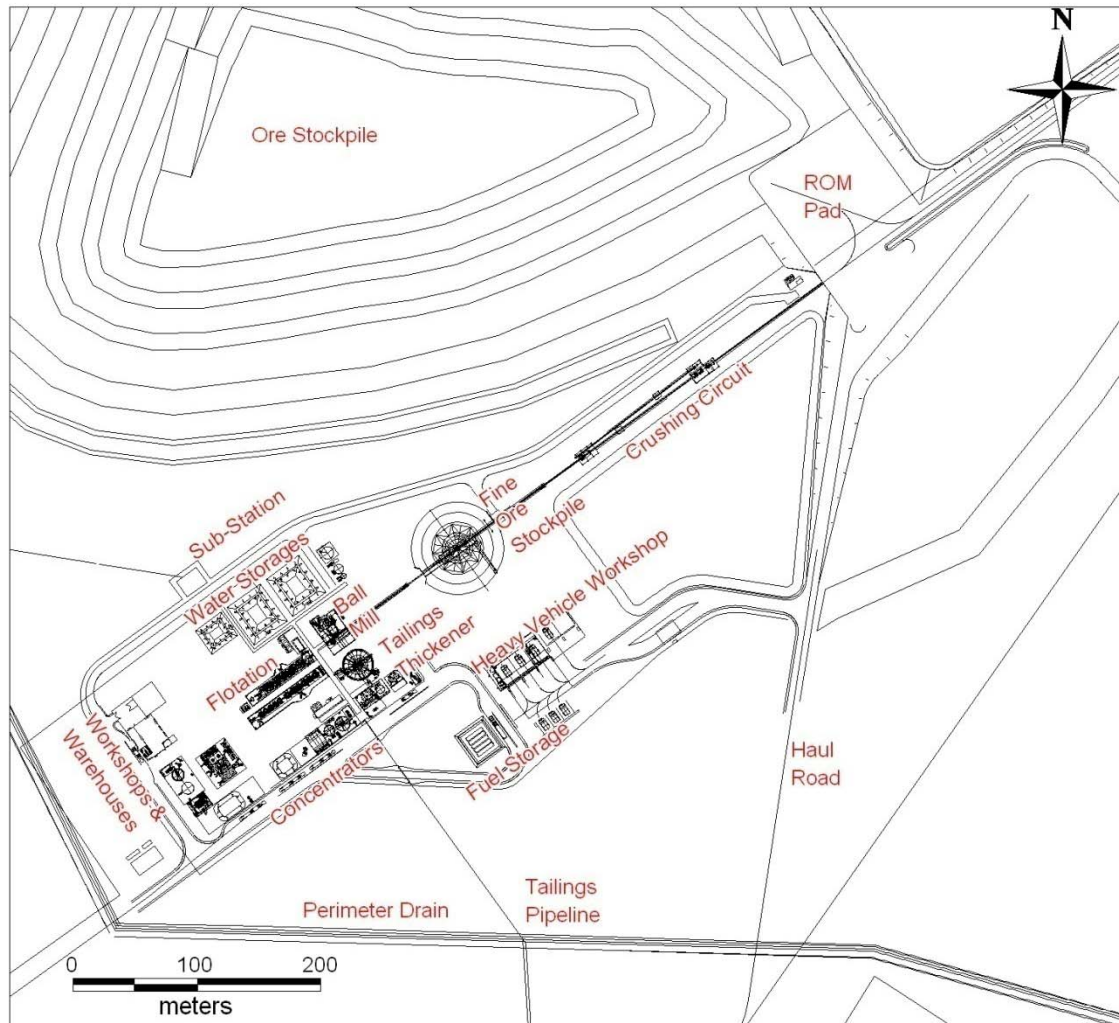 N
Ore Stockpile
ROM
Pad
Crushing Circuit
Fine
Ore
Stockpile
Sub-Station
Water Storages
Ball
Mill
Tailings
Thickener
Heavy Vehicle Workshop
Flotation
Workshops &
Warehouses
Concentrators
Fuel Storage
Haul
Road
Tailings
Pipeline
Perimeter Drain
0 100 200
meters